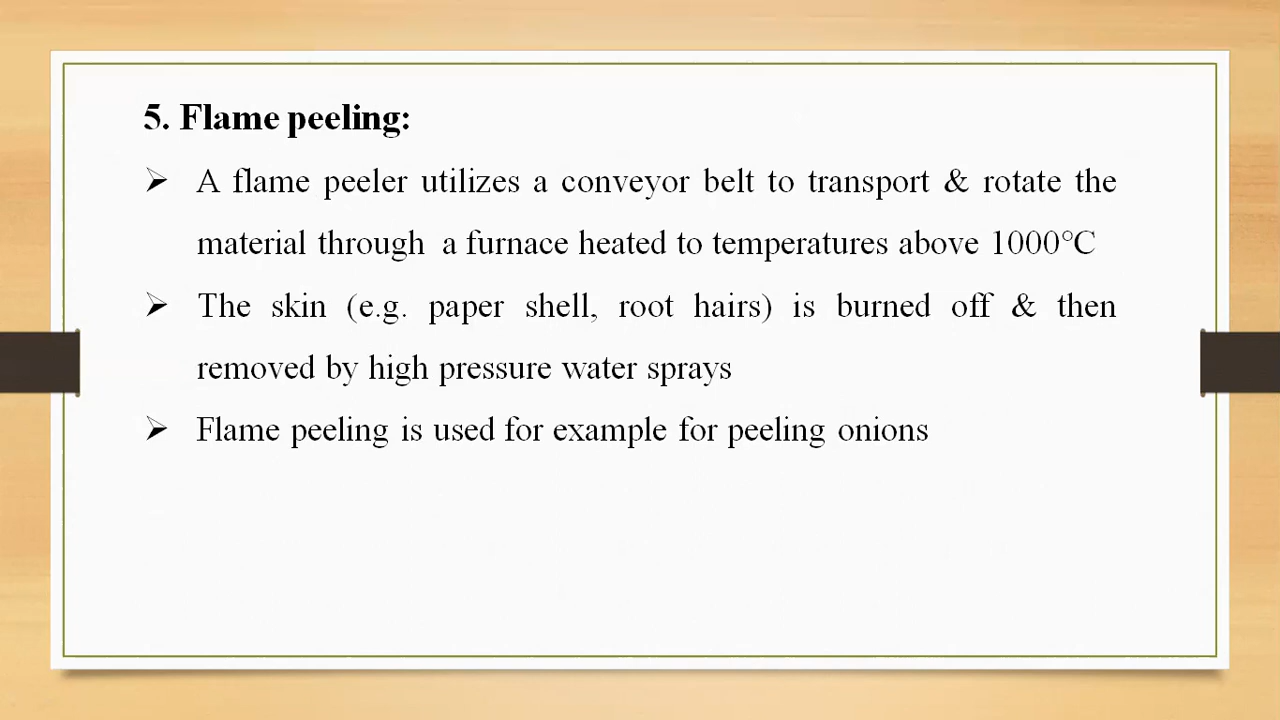 5. Flame peeling:
➢ A flame peeler utilizes a conveyor belt to transport & rotate the
material through a furnace heated to temperatures above 1000°C
➢ The skin (e.g. paper shell, root hairs) is burned off & then
removed by high pressure water sprays
➢ Flame peeling is used for example for peeling onions